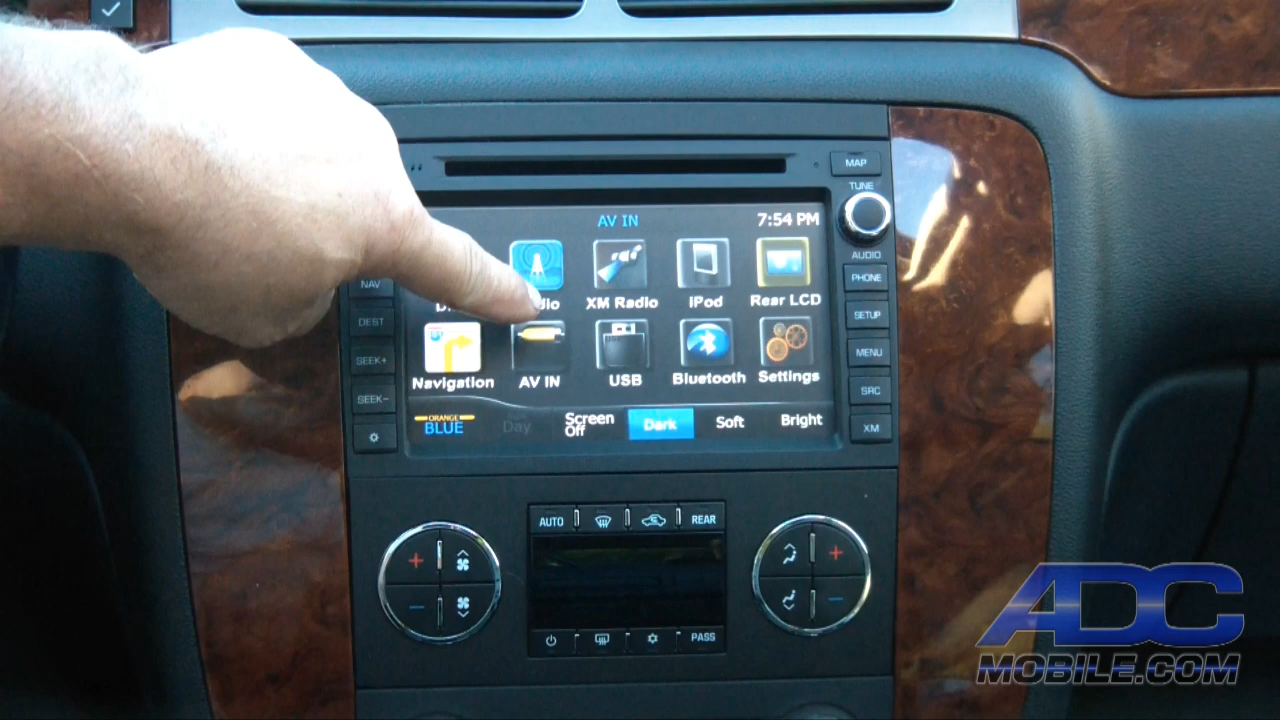 MAP
TUNE
AUDIO
AV IN 7:54 PM
XM Radio iPod Rear LCD
Navigation AV IN USB Bluetooth Settings
ORANGE
BLUE Day Screen Off Dark Soft Bright
NAV
DEST
SEEK+
SEEK-
PHONE
SETUP
MENU
SRC
XM
AUTO REAR
PASS
ADC
MOBILE.COM